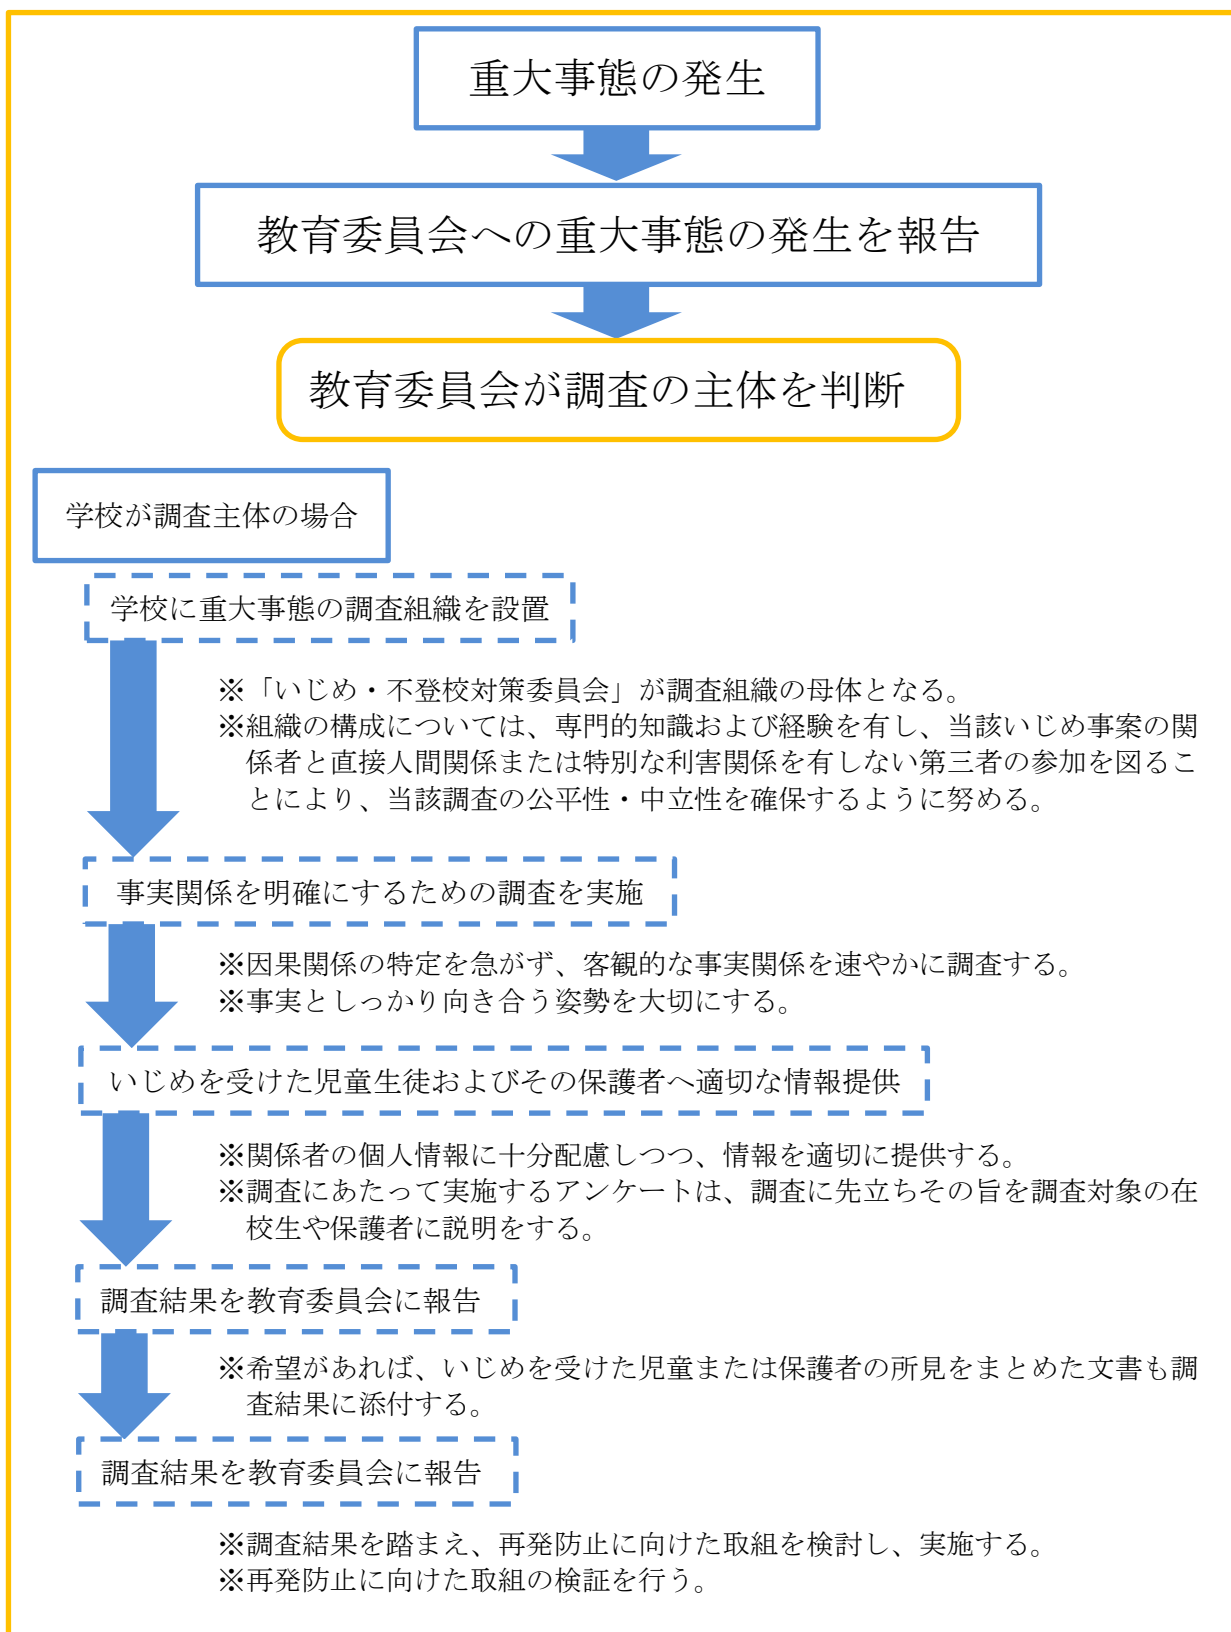 重大事態の発生
教育委員会への重大事態の発生を報告
教育委員会が調査の主体を判断
学校が調査主体の場合
学校に重大事態の調査組織を設置
※「いじめ・不登校対策委員会」が調査組織の母体となる。
※組織の構成については、専門的知識および経験を有し、当該いじめ事案の関
係者と直接人間関係または特別な利害関係を有しない第三者の参加を図るこ
とにより、当該調査の公平性・中立性を確保するように努める。
事実関係を明確にするための調査を実施
※因果関係の特定を急がず、客観的な事実関係を速やかに調査する。
※事実としっかり向き合う姿勢を大切にする。
いじめを受けた児童生徒およびその保護者へ適切な情報提供
※関係者の個人情報に十分配慮しつつ、情報を適切に提供する。
※調査にあたって実施するアンケートは、調査に先立ちその旨を調査対象の在
校生や保護者に説明をする。
調査結果を教育委員会に報告
※希望があれば、いじめを受けた児童または保護者の所見をまとめた文書も調
査結果に添付する。
調査結果を教育委員会に報告
※調査結果を踏まえ、再発防止に向けた取組を検討し、実施する。
※再発防止に向けた取組の検証を行う。